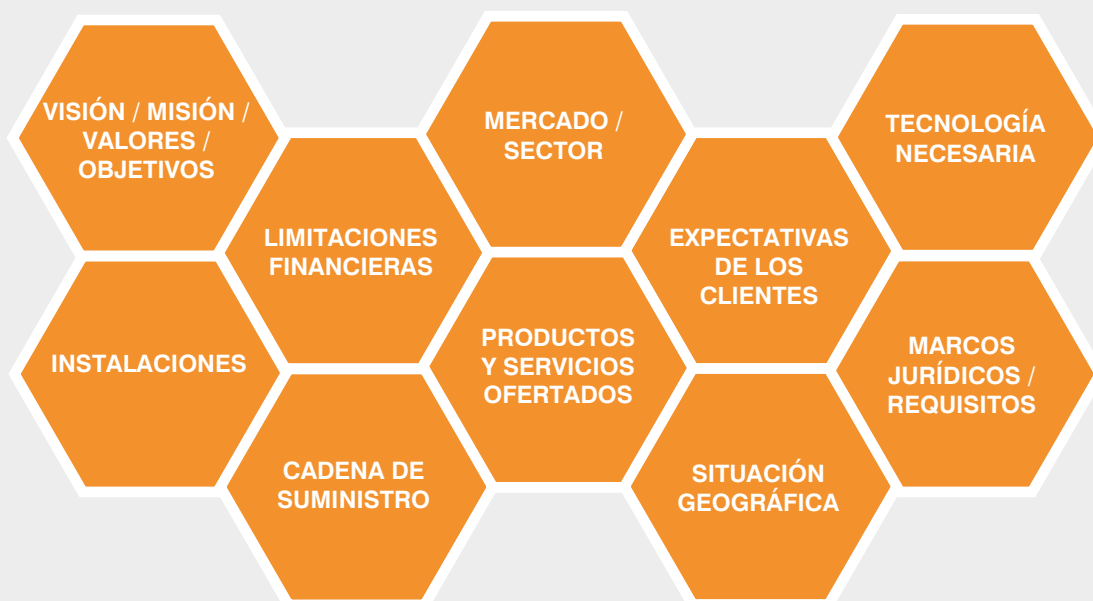 VISIÓN / MISIÓN /
VALORES /
OBJETIVOS
MERCADO /
SECTOR
TECNOLOGÍA
NECESARIA
LIMITACIONES
FINANCIERAS
EXPECTATIVAS
DE LOS
CLIENTES
INSTALACIONES
PRODUCTOS
Y SERVICIOS
OFERTADOS
MARCOS
JURÍDICOS /
REQUISITOS
CADENA DE
SUMINISTRO
SITUACIÓN
GEOGRÁFICA